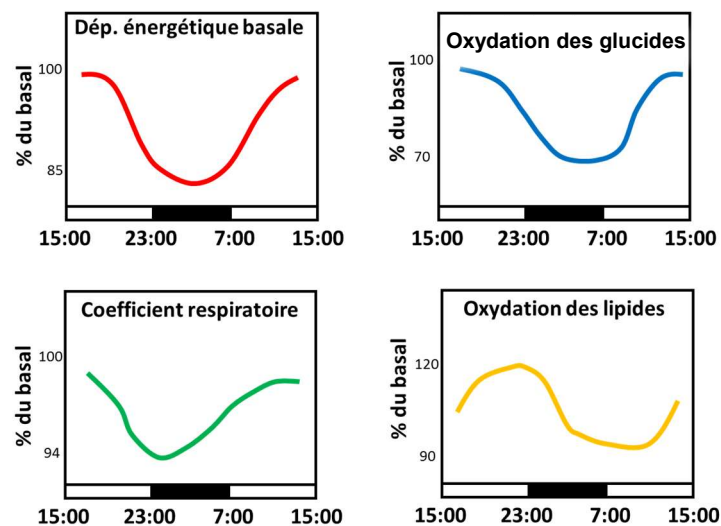 Dép. énergétique basale
% du basal
100
85
15:00 23:00 7:00 15:00
Oxydation des glucides
% du basal
100
70
15:00 23:00 7:00 15:00
Coefficient respiratoire
% du basal
100
94
15:00 23:00 7:00 15:00
Oxydation des lipides
% du basal
120
90
15:00 23:00 7:00 15:00